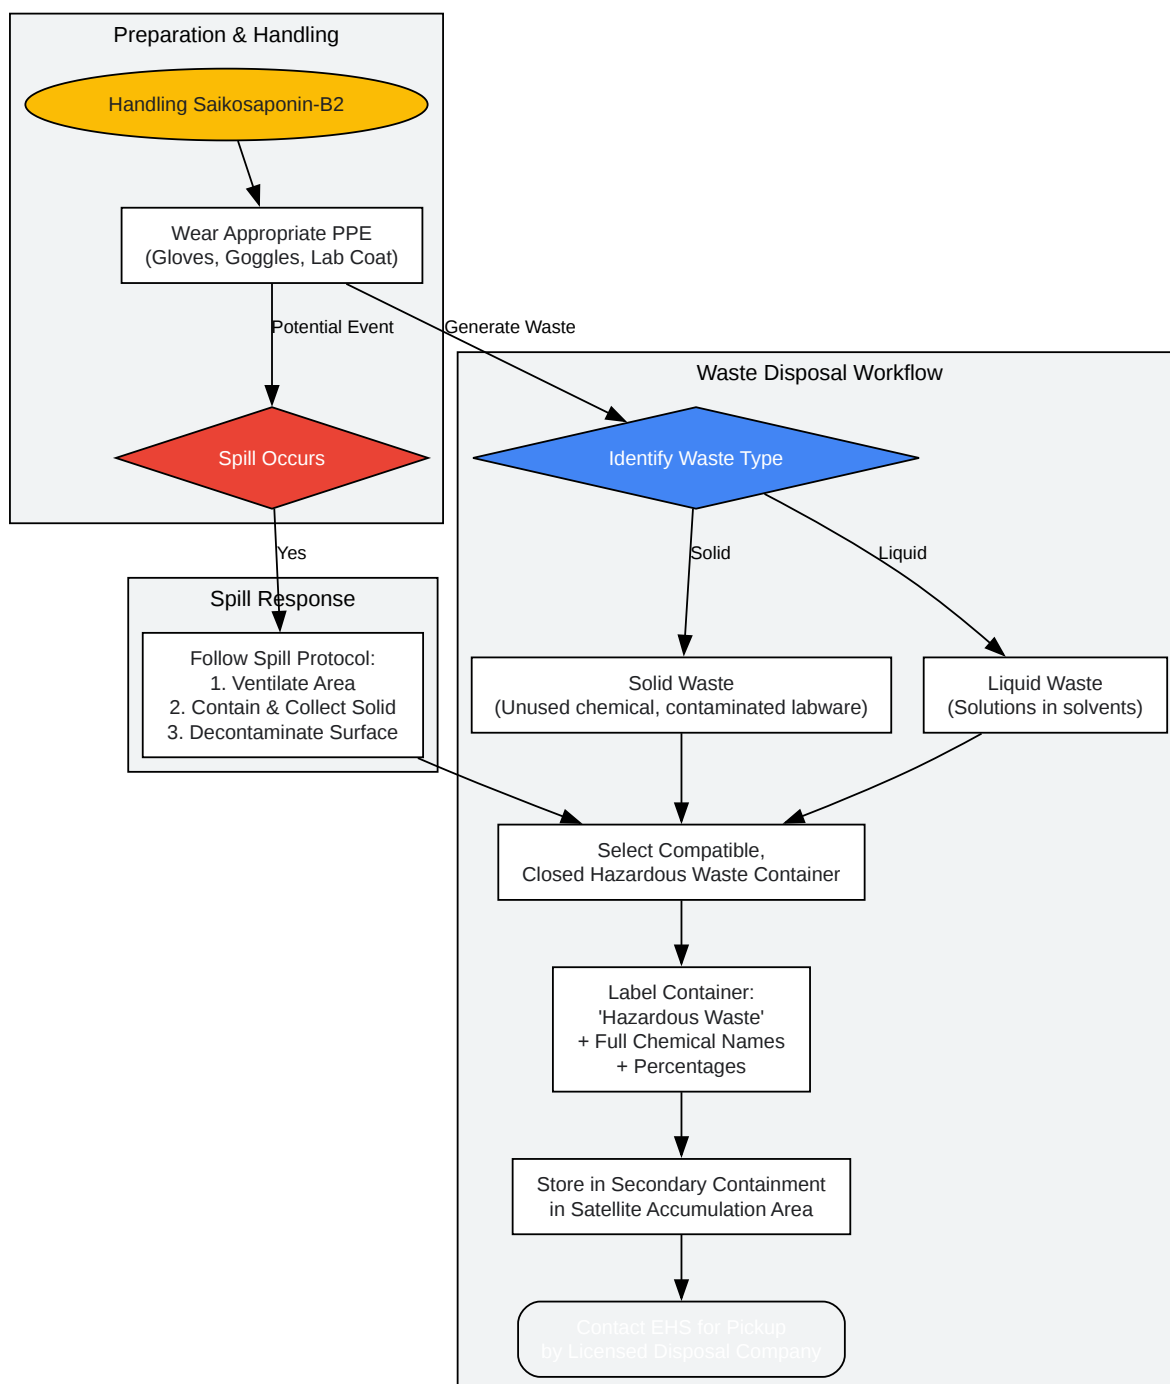 Preparation & Handling
Handling Saikosaponin-B2
Wear Appropriate PPE
(Gloves, Goggles, Lab Coat)
Potential Event
Generate Waste
Waste Disposal Workflow
Spill Occurs
Identify Waste Type
Yes
Solid
Liquid
Spill Response
Follow Spill Protocol:
1. Ventilate Area
2. Contain & Collect Solid
3. Decontaminate Surface
Solid Waste
(Unused chemical, contaminated labware)
Liquid Waste
(Solutions in solvents)
Select Compatible,
Closed Hazardous Waste Container
Label Container:
'Hazardous Waste'
+ Full Chemical Names
+ Percentages
Store in Secondary Containment
in Satellite Accumulation Area
Contact EHS for Pickup
by Licensed Disposal Company